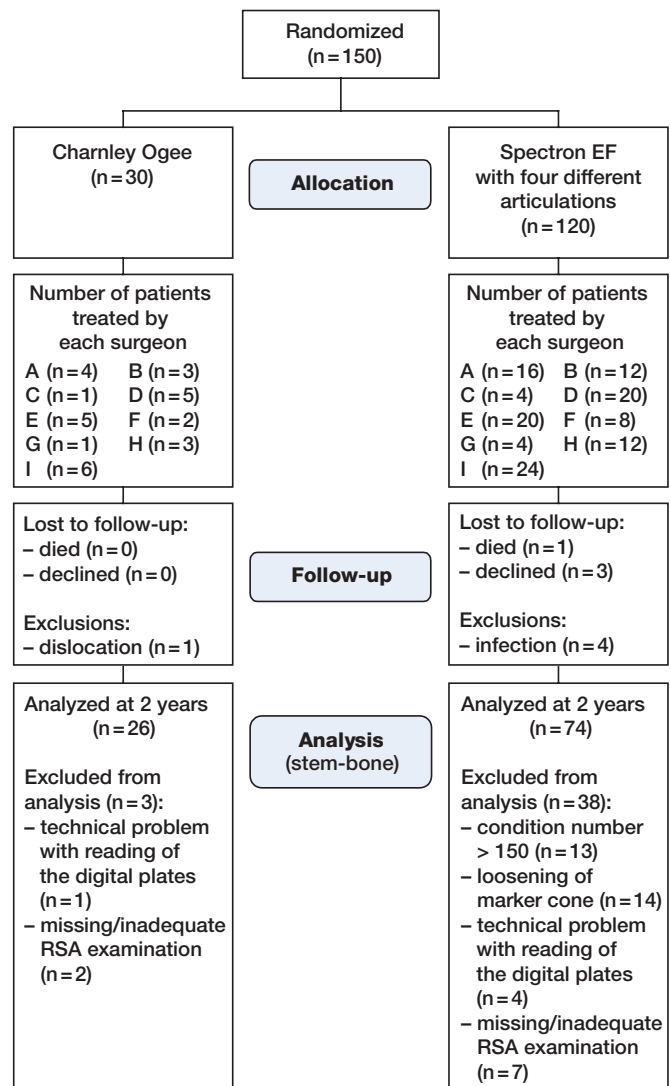 Randomized
(n=150)
Charnley Ogee
(n=30)
Allocation
Spectron EF
with four different
articulations
(n=120)
Number of patients
treated by
each surgeon
A (n=4) B (n=3)
C (n=1) D (n=5)
E (n=5) F (n=2)
G (n=1) H (n=3)
I (n=6)
Number of patients
treated by
each surgeon
A (n=16) B (n=12)
C (n=4) D (n=20)
E (n=20) F (n=8)
G (n=4) H (n=12)
I (n=24)
Lost to follow-up:
– died (n=0)
– declined (n=0)
Exclusions:
– dislocation (n=1)
Follow-up
Lost to follow-up:
– died (n=1)
– declined (n=3)
Exclusions:
– infection (n=4)
Analyzed at 2 years
(n=26)
Excluded from
analysis (n=3):
– technical problem
with reading of
the digital plates
(n=1)
– missing/inadequate
RSA examination
(n=2)
Analysis
(stem-bone)
Analyzed at 2 years
(n=74)
Excluded from
analysis (n=38):
– condition number
> 150 (n=13)
– loosening of
marker cone (n=14)
– technical problem
with reading of
the digital plates
(n=4)
– missing/inadequate
RSA examination
(n=7)